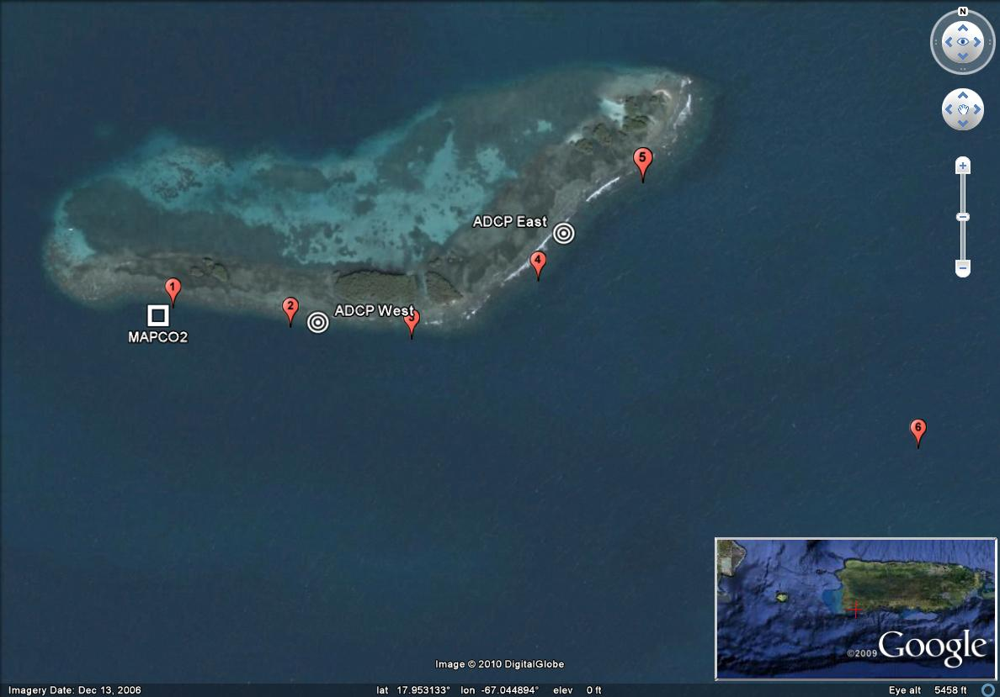 N
5
ADCP East
4
1
2
ADCP West
3
MAPCO2
6
©2009 Google
Image © 2010 DigitalGlobe
Imagery Date: Dec 13, 2006 lat 17.953133° lon -67.044894° elev 0 ft Eye alt 5458 ft